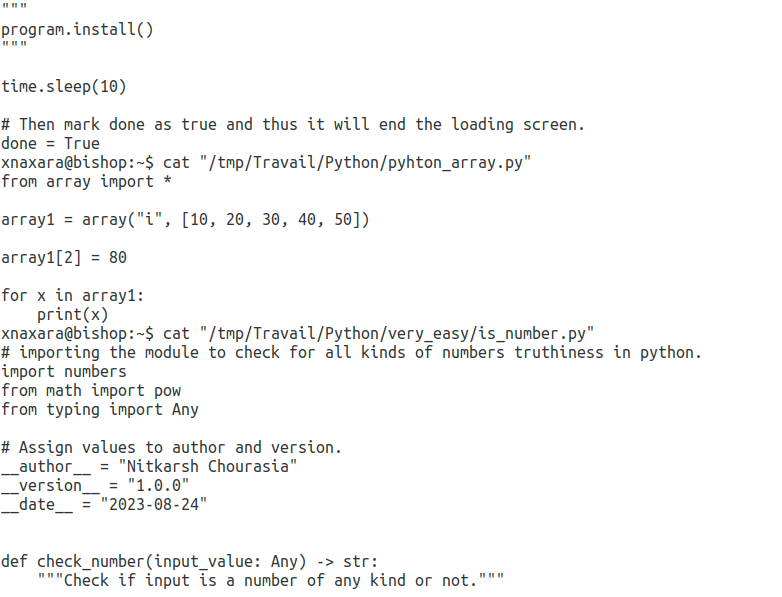 """
program.install()
"""
time.sleep(10)
# Then mark done as true and thus it will end the loading screen.
done = True
xnaxara@bishop:~$ cat "/tmp/Travail/Python/pyhton_array.py"
from array import *
array1 = array("i", [10, 20, 30, 40, 50])
array1[2] = 80
for x in array1:
    print(x)
xnaxara@bishop:~$ cat "/tmp/Travail/Python/very_easy/is_number.py"
# importing the module to check for all kinds of numbers truthiness in python.
import numbers
from math import pow
from typing import Any
# Assign values to author and version.
__author__ = "Nitkarsh Chourasia"
__version__ = "1.0.0"
__date__ = "2023-08-24"
def check_number(input_value: Any) -> str:
    """Check if input is a number of any kind or not."""